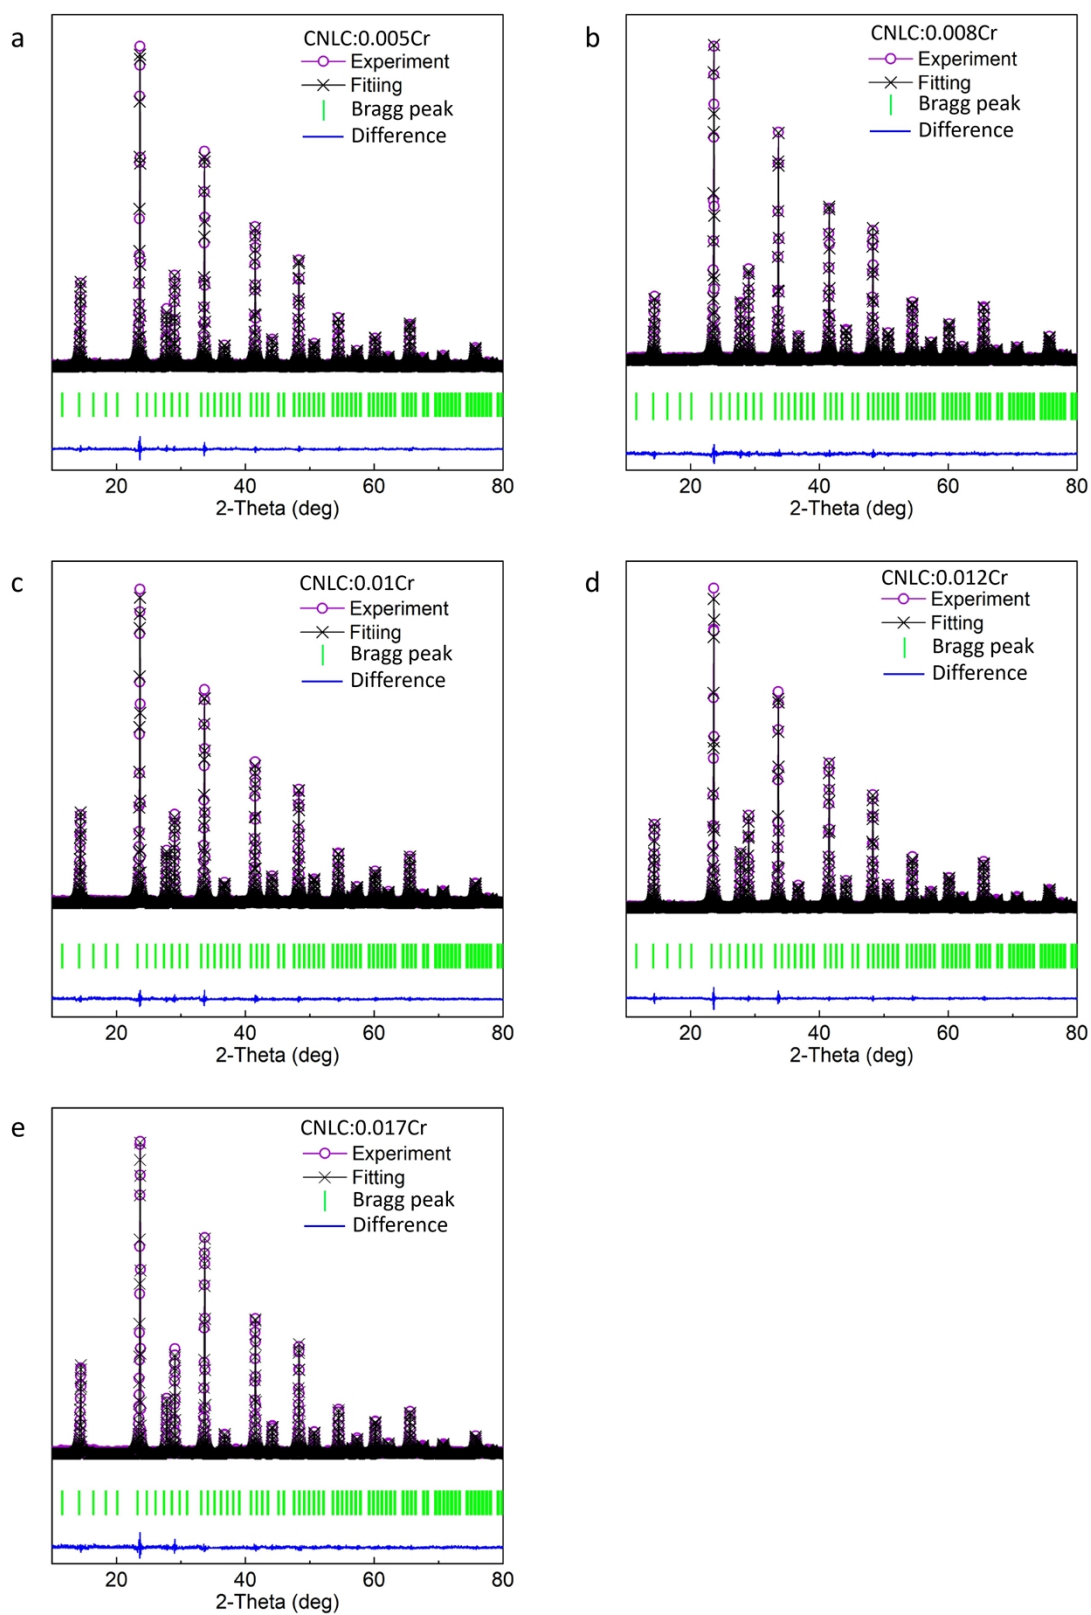 a
CNLC:0.005Cr
Experiment
Fitiing
Bragg peak
Difference
20 40 60 80
2-Theta (deg)
b
CNLC:0.008Cr
Experiment
Fitting
Bragg peak
Difference
20 40 60 80
2-Theta (deg)
c
CNLC:0.01Cr
Experiment
Fitiing
Bragg peak
Difference
20 40 60 80
2-Theta (deg)
d
CNLC:0.012Cr
Experiment
Fitting
Bragg peak
Difference
20 40 60 80
2-Theta (deg)
e
CNLC:0.017Cr
Experiment
Fitting
Bragg peak
Difference
20 40 60 80
2-Theta (deg)